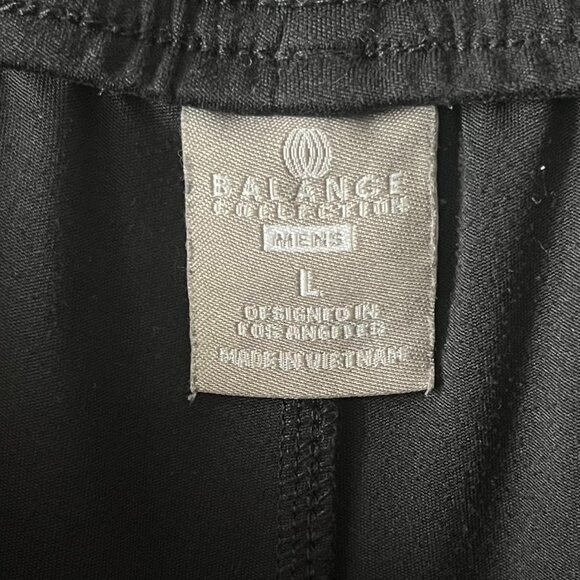 BALANCE
COLLECTION
MENS
L
DESIGNED IN
LOS ANGELES
MADE IN VIETNAM